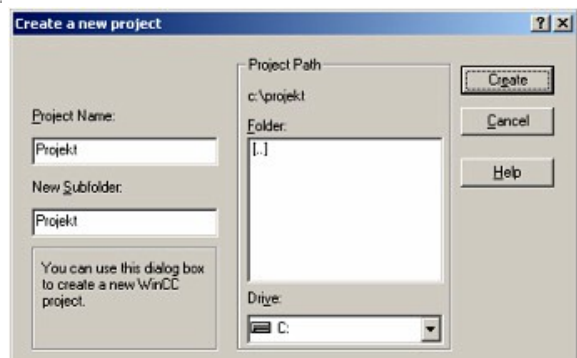 Create a new project
Project Name:
Projekt
New Subfolder:
Projekt
You can use this dialog box
to create a new WinCC
project.
Project Path
c:\projekt
Folder:
[..]
Drive:
C:
Create
Cancel
Help